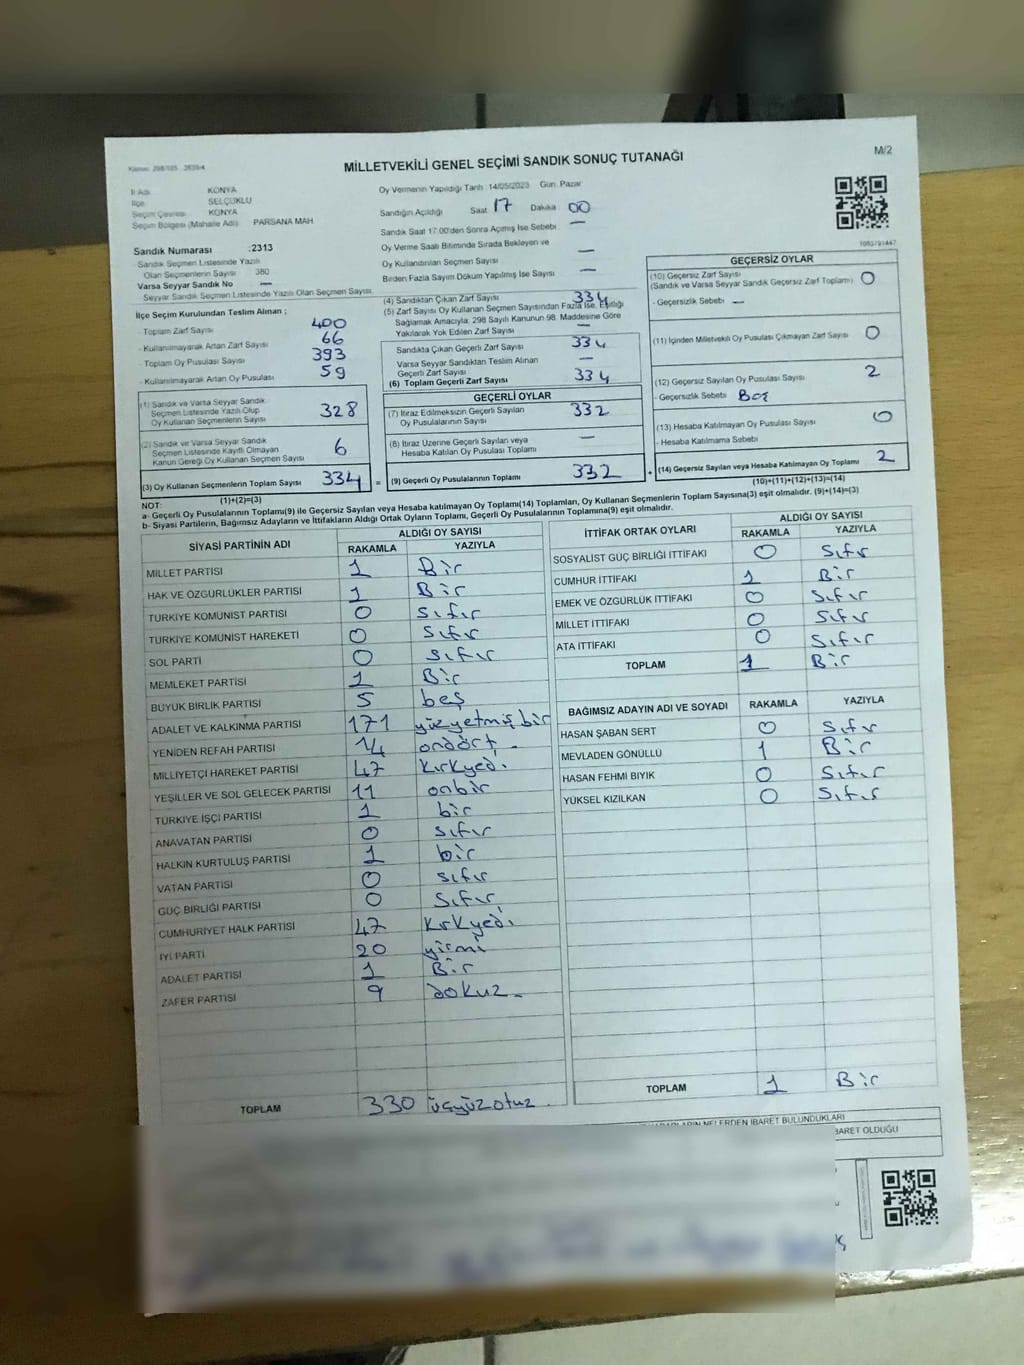 MİLLETVEKİLİ GENEL SEÇİMİ SANDIK SONUÇ TUTANAĞI
M/2
İl Adı KONYA
İlçe SELÇUKLU
Seçim Çevresi KONYA
Seçim Bölgesi (Mahalle Adı) PARSANA MAH
Sandık Numarası :2313
Sandık Seçmen Listesinde Yazılı
Olan Seçmenlerin Sayısı 380
Varsa Seyyar Sandık No —
Seyyar Sandık Seçmen Listesinde Yazılı Olan Seçmen Sayısı
İlçe Seçim Kurulundan Teslim Alınan ;
Toplam Zarf Sayısı 400
- Kullanılmayarak Artan Zarf Sayısı 66
- Toplam Oy Pusulası Sayısı 393
- Kullanılmayarak Artan Oy Pusulası 59
(1) Sandık ve Varsa Seyyar Sandık
Seçmen Listesinde Yazılı Olup
Oy Kullanan Seçmenlerin Sayısı 328
(2) Sandık ve Varsa Seyyar Sandık
Seçmen Listesinde Kayıtlı Olmayan
Kanun Gereği Oy Kullanan Seçmen Sayısı 6
(3) Oy Kullanan Seçmenlerin Toplam Sayısı 334 =
(1)+(2)=(3)
Oy Vermenin Yapıldığı Tarih 14/05/2023 Gün: Pazar
Sandığın Açıldığı Saat 17 Dakika 00
Sandık Saat 17:00'den Sonra Açılmış İse Sebebi —
Oy Verme Saati Bitiminde Sırada Bekleyen ve
Oy Kullandırılan Seçmen Sayısı —
Birden Fazla Sayım Döküm Yapılmış İse Sayısı —
(4) Sandıktan Çıkan Zarf Sayısı 334
(5) Zarf Sayısı Oy Kullanan Seçmen Sayısından Fazla İse, Eşitliği
Sağlamak Amacıyla, 298 Sayılı Kanunun 98. Maddesine Göre
Yakılarak Yok Edilen Zarf Sayısı —
Sandıkta Çıkan Geçerli Zarf Sayısı 334
Varsa Seyyar Sandıktan Teslim Alınan
Geçerli Zarf Sayısı —
(6) Toplam Geçerli Zarf Sayısı 334
GEÇERLİ OYLAR
(7) İtiraz Edilmeksizin Geçerli Sayılan
Oy Pusulalarının Sayısı 332
(8) İtiraz Üzerine Geçerli Sayılan veya
Hesaba Katılan Oy Pusulası Toplamı —
(9) Geçerli Oy Pusulalarının Toplamı 332 +
1083791447
GEÇERSİZ OYLAR
(10) Geçersiz Zarf Sayısı
(Sandık ve Varsa Seyyar Sandık Geçersiz Zarf Toplamı) 0
- Geçersizlik Sebebi —
(11) İçinden Milletvekili Oy Pusulası Çıkmayan Zarf Sayısı 0
(12) Geçersiz Sayılan Oy Pusulası Sayısı 2
- Geçersizlik Sebebi Boş
(13) Hesaba Katılmayan Oy Pusulası Sayısı 0
- Hesaba Katılmama Sebebi
(14) Geçersiz Sayılan veya Hesaba Katılmayan Oy Toplamı 2
(10)+(11)+(12)+(13)=(14)
NOT:
a- Geçerli Oy Pusulalarının Toplamı(9) ile Geçersiz Sayılan veya Hesaba katılmayan Oy Toplamı(14) Toplamları, Oy Kullanan Seçmenlerin Toplam Sayısına(3) eşit olmalıdır. (9)+(14)=(3)
b- Siyasi Partilerin, Bağımsız Adayların ve İttifakların Aldığı Ortak Oyların Toplamı, Geçerli Oy Pusulalarının Toplamına(9) eşit olmalıdır.
SİYASİ PARTİNİN ADI ALDIĞI OY SAYISI
RAKAMLA YAZIYLA
MİLLET PARTİSİ 1 Bir
HAK VE ÖZGÜRLÜKLER PARTİSİ 1 Bir
TÜRKİYE KOMÜNİST PARTİSİ 0 sıfır
TÜRKİYE KOMÜNİST HAREKETİ 0 sıfır
SOL PARTİ 0 sıfır
MEMLEKET PARTİSİ 1 Bir
BÜYÜK BİRLİK PARTİSİ 5 beş
ADALET VE KALKINMA PARTİSİ 171 yüzyetmiş bir
YENİDEN REFAH PARTİSİ 14 ondört
MİLLİYETÇİ HAREKET PARTİSİ 47 kırkyedi
YEŞİLLER VE SOL GELECEK PARTİSİ 11 onbir
TÜRKİYE İŞÇİ PARTİSİ 1 bir
ANAVATAN PARTİSİ 0 sıfır
HALKIN KURTULUŞ PARTİSİ 1 bir
VATAN PARTİSİ 0 sıfır
GÜÇ BİRLİĞİ PARTİSİ 0 sıfır
CUMHURİYET HALK PARTİSİ 47 kırkyedi
İYİ PARTİ 20 yirmi
ADALET PARTİSİ 1 Bir
ZAFER PARTİSİ 9 dokuz
TOPLAM 330 üçyüzotuz
İTTİFAK ORTAK OYLARI ALDIĞI OY SAYISI
RAKAMLA YAZIYLA
SOSYALİST GÜÇ BİRLİĞİ İTTİFAKI 0 sıfır
CUMHUR İTTİFAKI 1 Bir
EMEK VE ÖZGÜRLÜK İTTİFAKI 0 sıfır
MİLLET İTTİFAKI 0 sıfır
ATA İTTİFAKI 0 sıfır
TOPLAM 1 Bir
BAĞIMSIZ ADAYIN ADI VE SOYADI RAKAMLA YAZIYLA
HASAN ŞABAN SERT 0 sıfır
MEVLADEN GÖNÜLLÜ 1 Bir
HASAN FEHMİ BIYIK 0 sıfır
YÜKSEL KIZILKAN 0 sıfır
TOPLAM 1 Bir
NELERDEN İBARET BULUNDUKLARI
İBARET OLDUĞU